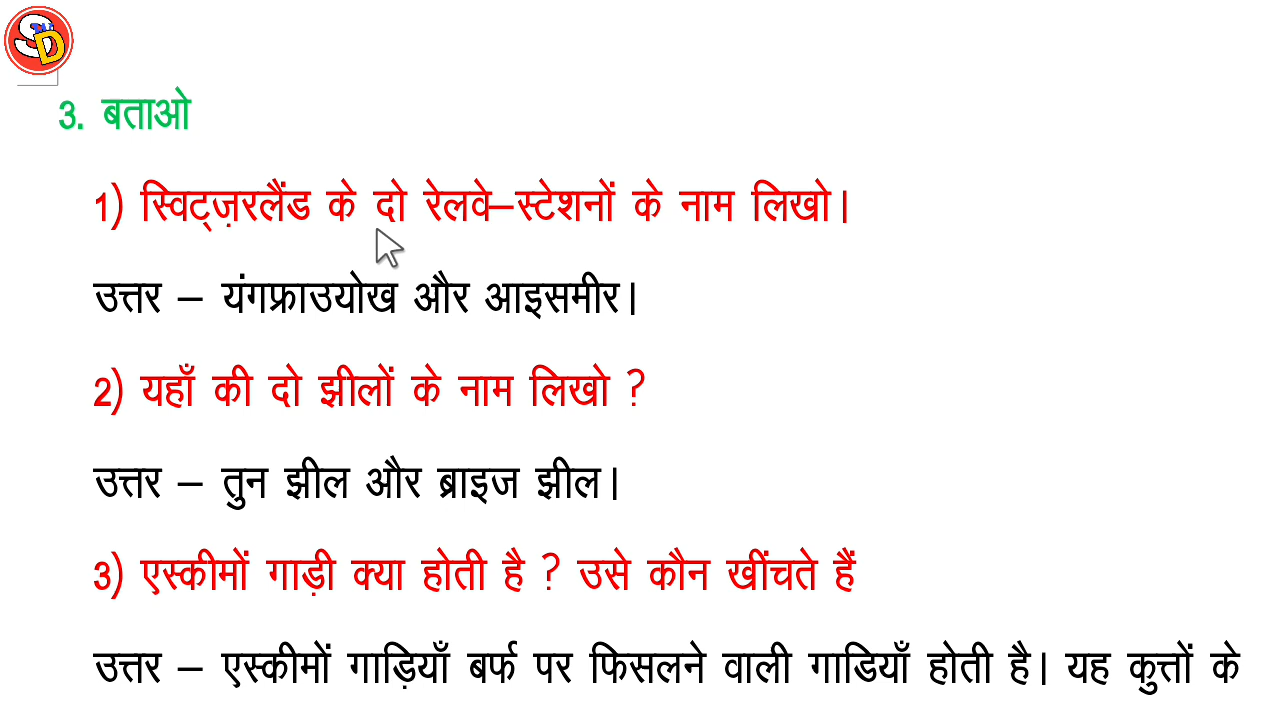 SD
3. बताओ
1) स्विट्ज़रलैंड के दो रेलवे–स्टेशनों के नाम लिखो।
उत्तर – यंगफ्राउयोख और आइसमीर।
2) यहाँ की दो झीलों के नाम लिखो ?
उत्तर – तुन झील और ब्राइज झील।
3) एस्कीमों गाड़ी क्या होती है ? उसे कौन खींचते हैं
उत्तर – एस्कीमों गाड़ियाँ बर्फ पर फिसलने वाली गाडियाँ होती है। यह कुत्तों के